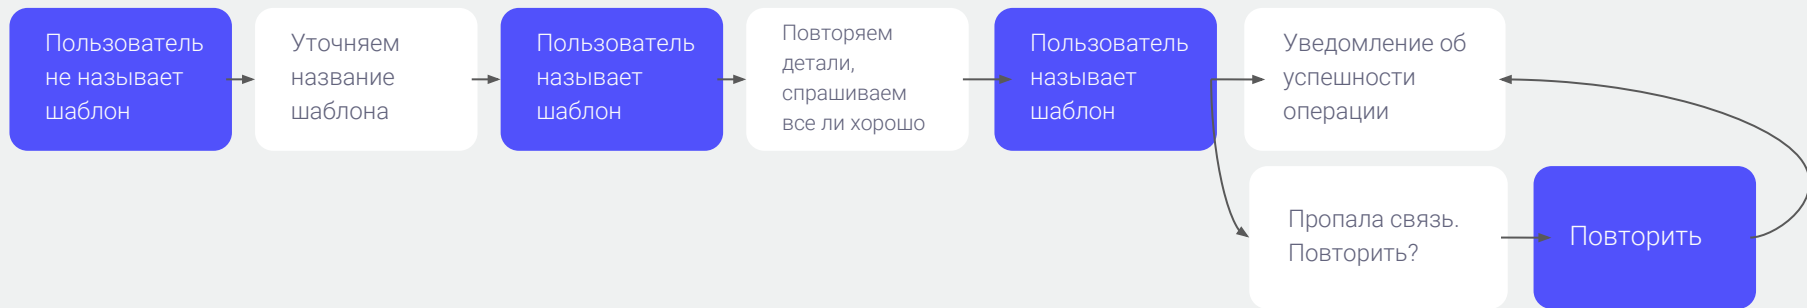 Пользователь
не называет
шаблон
Уточняем
название
шаблона
Пользователь
называет
шаблон
Повторяем
детали,
спрашиваем
все ли хорошо
Пользователь
называет
шаблон
Уведомление об
успешности
операции
Пропала связь.
Повторить?
Повторить